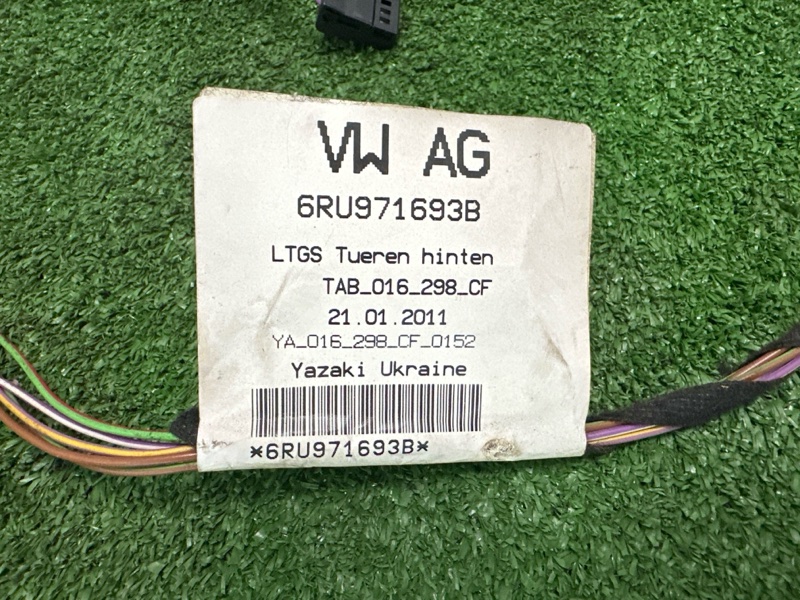 VW AG
6RU971693B
LTGS Tueren hinten
TAB_016_298_CF
21.01.2011
YA_016_298_CF_0152
Yazaki Ukraine
*6RU971693B*